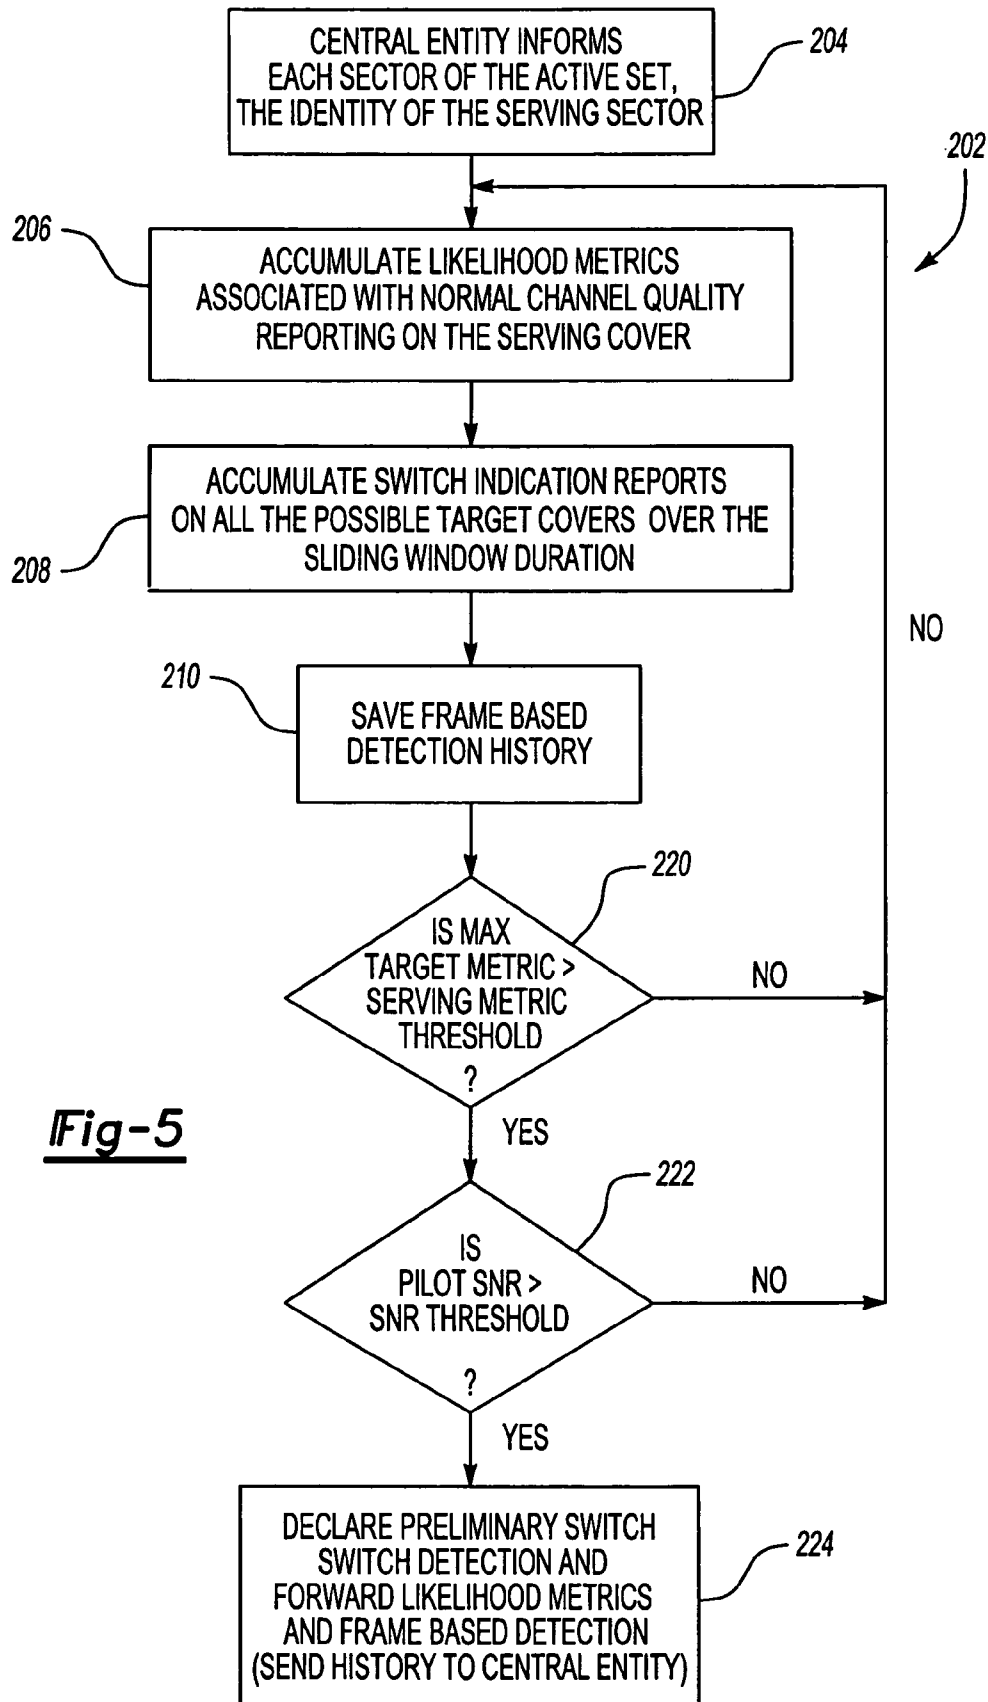 CENTRAL ENTITY INFORMS
EACH SECTOR OF THE ACTIVE SET,
THE IDENTITY OF THE SERVING SECTOR
204
202
206
ACCUMULATE LIKELIHOOD METRICS
ASSOCIATED WITH NORMAL CHANNEL QUALITY
REPORTING ON THE SERVING COVER
ACCUMULATE SWITCH INDICATION REPORTS
ON ALL THE POSSIBLE TARGET COVERS OVER THE
SLIDING WINDOW DURATION
208
NO
210
SAVE FRAME BASED
DETECTION HISTORY
220
IS MAX
TARGET METRIC >
SERVING METRIC
THRESHOLD
?
NO
YES
Fig-5
222
IS
PILOT SNR >
SNR THRESHOLD
?
NO
YES
DECLARE PRELIMINARY SWITCH
SWITCH DETECTION AND
FORWARD LIKELIHOOD METRICS
AND FRAME BASED DETECTION
(SEND HISTORY TO CENTRAL ENTITY)
224